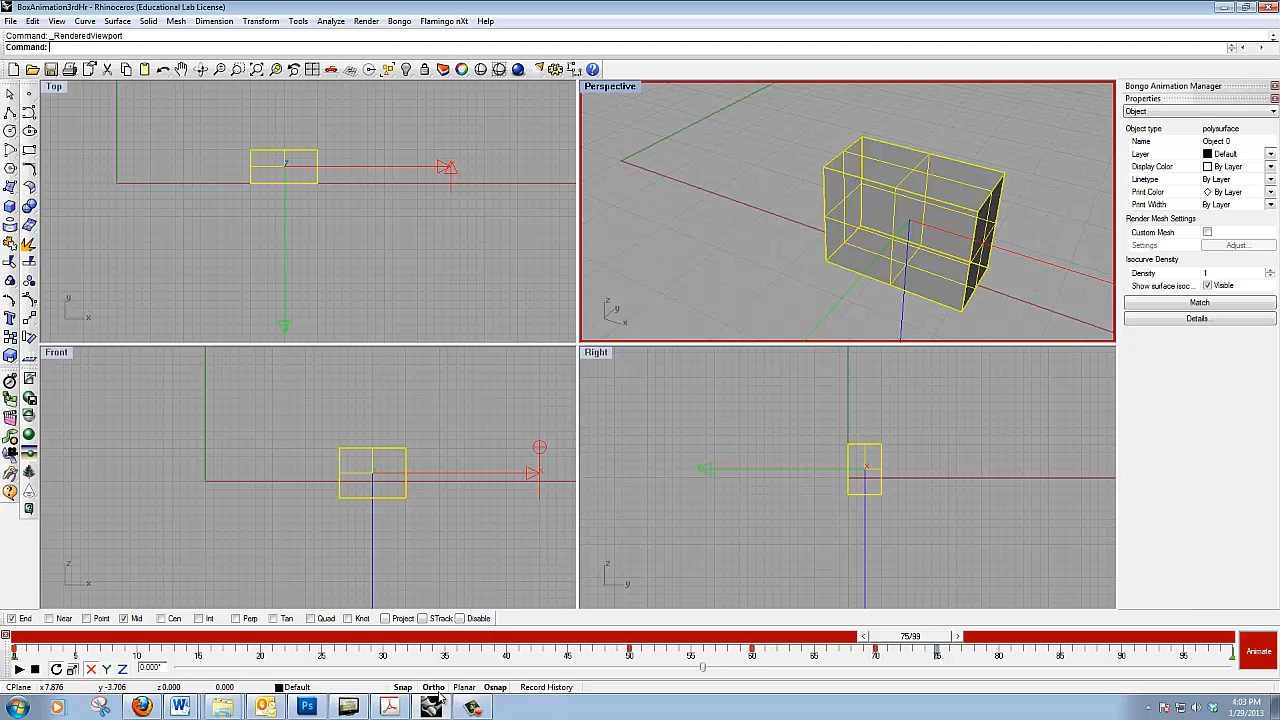 BoxAnimation3rdHr - Rhinoceros (Educational Lab License)
File Edit View Curve Surface Solid Mesh Dimension Transform Tools Analyze Render Bongo Flamingo nXt Help
Command: _RenderedViewport
Command:
Top
Perspective
Bongo Animation Manager
Properties
Object
Object type polysurface
Name Object 0
Layer Default
Display Color By Layer
Linetype By Layer
Print Color By Layer
Print Width By Layer
Render Mesh Settings
Custom Mesh
Settings Adjust...
Isocurve Density
Density 1
Show surface isoc... Visible
Match
Details...
y
x
z
y
x
Front
Right
z
x
z
y
End Near Point Mid Cen Int Perp Tan Quad Knot Project STrack Disable
< 75/99 >
10 15 20 25 30 35 40 45 50 55 60 65 70 75 80 85 90 95
Animate
X Y Z 0.000°
CPlane x 7.876 y -3.706 z 0.000 0.000 Default Snap Ortho Planar Osnap Record History
W Ps
4:03 PM
1/29/2013